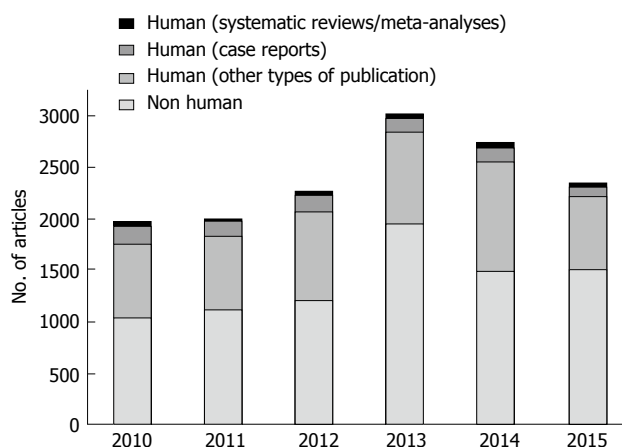 Human (systematic reviews/meta-analyses)
Human (case reports)
Human (other types of publication)
Non human
No. of articles
3000
2500
2000
1500
1000
500
0
2010 2011 2012 2013 2014 2015